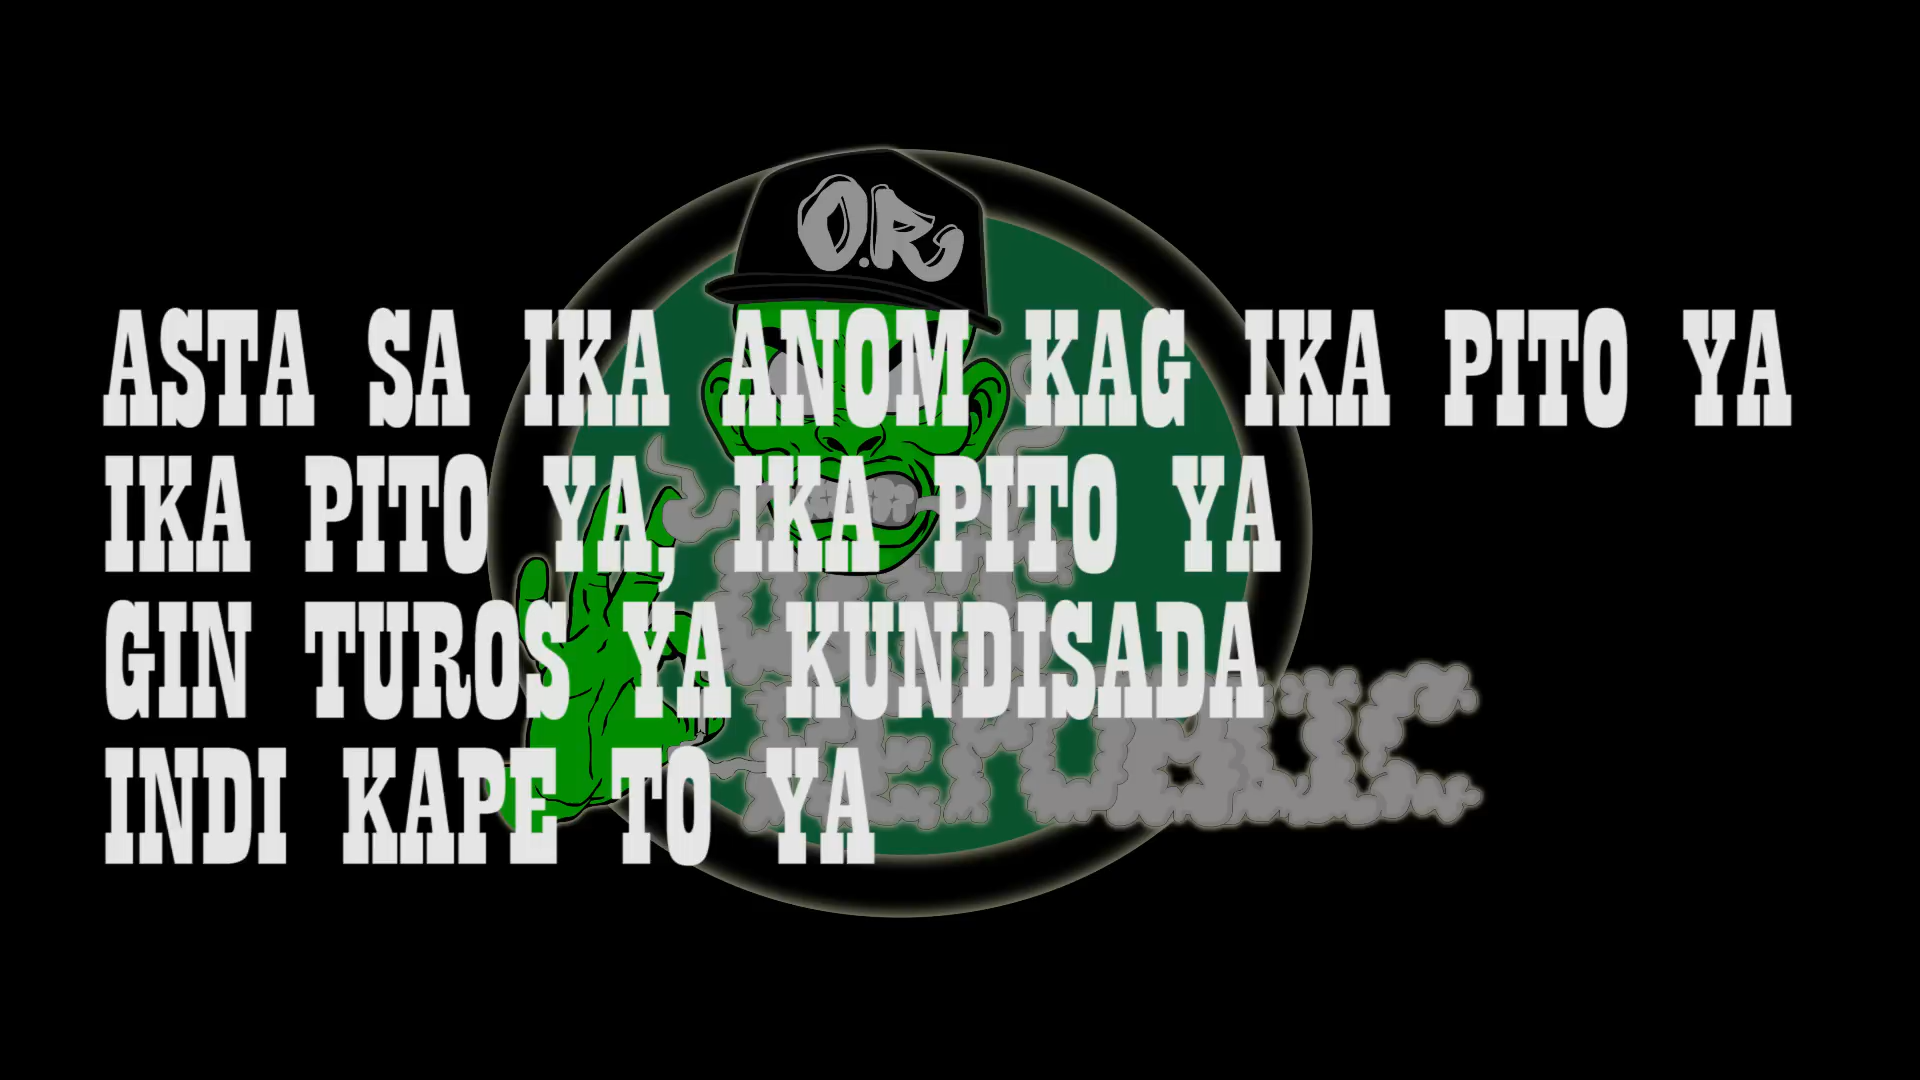 O.R
ASTA SA IKA ANOM KAG IKA PITO YA
IKA PITO YA, IKA PITO YA
GIN TUROS YA KUNDISADA
INDI KAPE TO YA
REPUBLIC